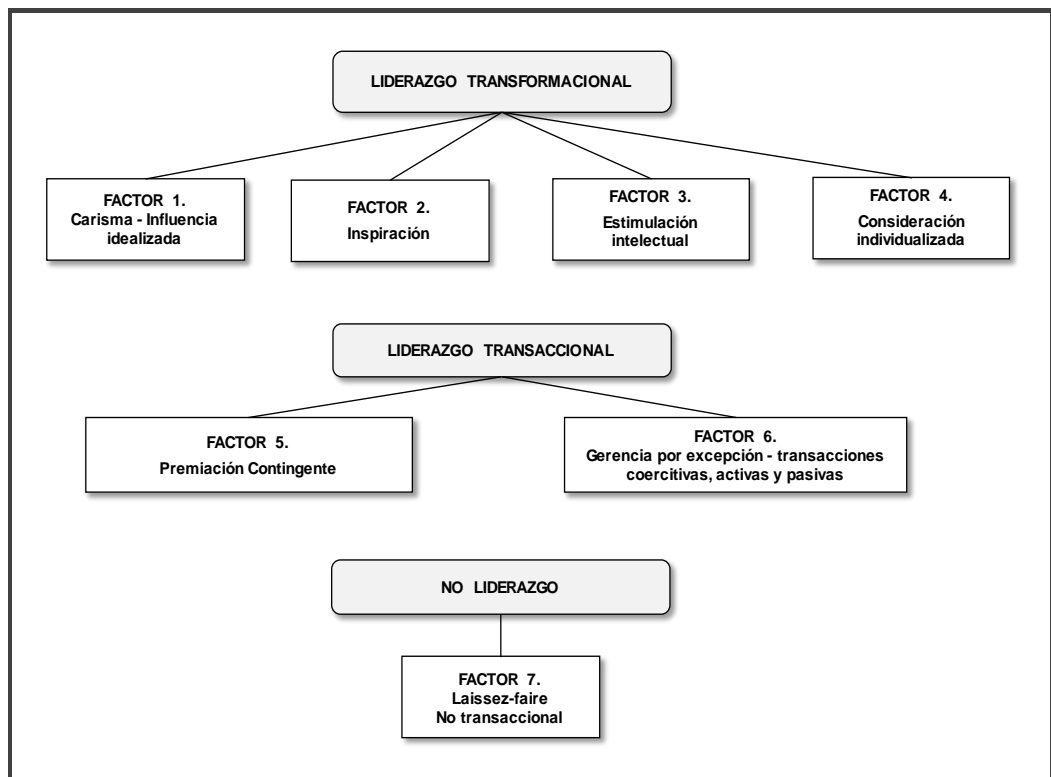 LIDERAZGO TRANSFORMACIONAL
FACTOR 1.
Carisma - Influencia
idealizada
FACTOR 2.
Inspiración
FACTOR 3.
Estimulación
intelectual
FACTOR 4.
Consideración
individualizada
LIDERAZGO TRANSACCIONAL
FACTOR 5.
Premiación Contingente
FACTOR 6.
Gerencia por excepción - transacciones
coercitivas, activas y pasivas
NO LIDERAZGO
FACTOR 7.
Laissez-faire
No transaccional